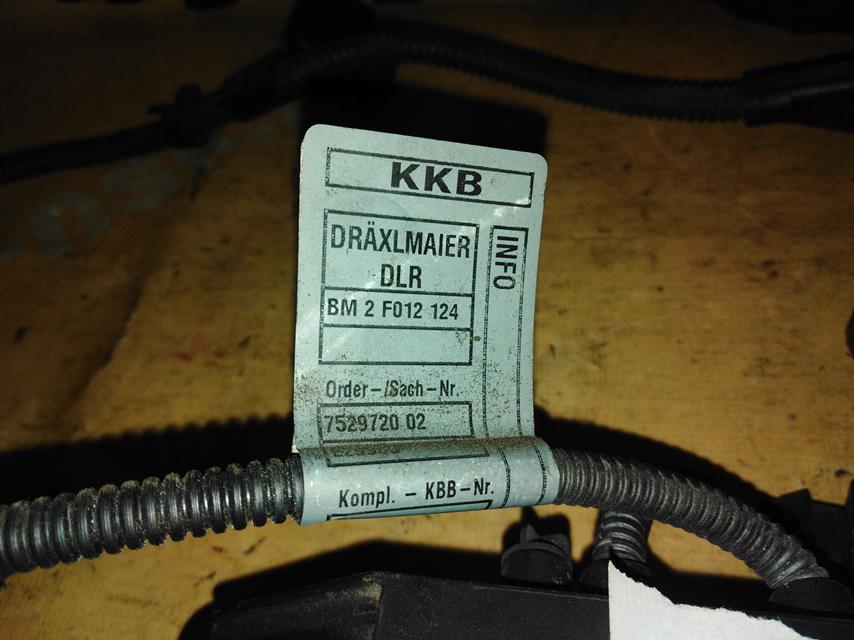 KKB
DRÄXLMAIER
DLR
INFO
BM 2 F012 124
Order-/Sach-Nr.
7529720 02
Kompl. - KBB-Nr.